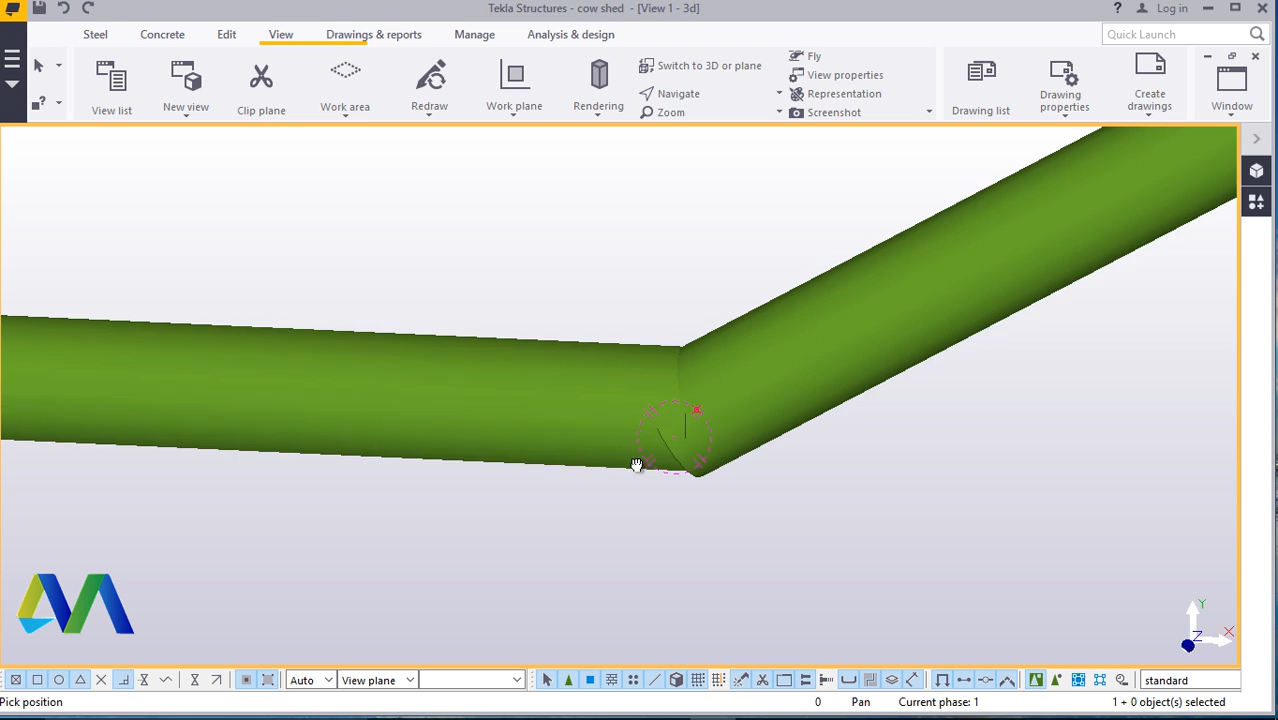 Tekla Structures - cow shed - [View 1 - 3d]
? Log in
Steel Concrete Edit View Drawings & reports Manage Analysis & design Quick Launch
View list New view Clip plane Work area Redraw Work plane Rendering
Switch to 3D or plane
Navigate
Zoom
Fly
View properties
Representation
Screenshot
Drawing list Drawing properties Create drawings Window
Y
Z X
Auto View plane standard
Pick position 0 Pan Current phase: 1 1 + 0 object(s) selected